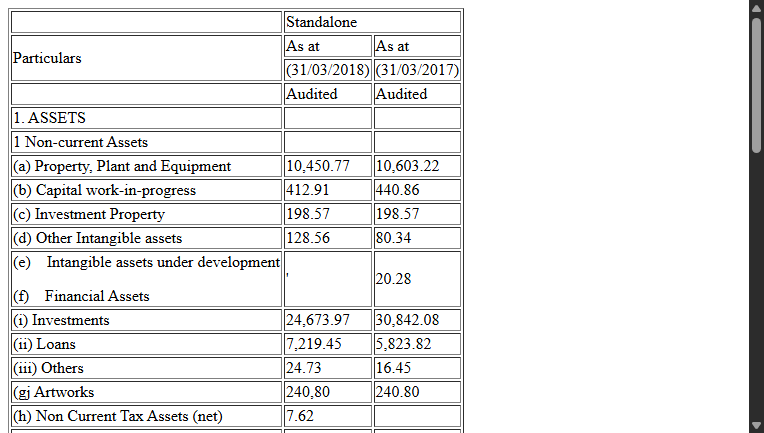 Standalone
Particulars As at As at
(31/03/2018) (31/03/2017)
Audited Audited
1. ASSETS
1 Non-current Assets
(a) Property, Plant and Equipment 10,450.77 10,603.22
(b) Capital work-in-progress 412.91 440.86
(c) Investment Property 198.57 198.57
(d) Other Intangible assets 128.56 80.34
(e) Intangible assets under development ' 20.28
(f) Financial Assets
(i) Investments 24,673.97 30,842.08
(ii) Loans 7,219.45 5,823.82
(iii) Others 24.73 16.45
(gj Artworks 240,80 240.80
(h) Non Current Tax Assets (net) 7.62